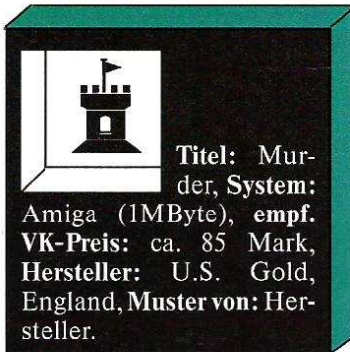 Titel: Mur-
der, System:
Amiga (1MByte), empf.
VK-Preis: ca. 85 Mark,
Hersteller: U.S. Gold,
England, Muster von: Her-
steller.